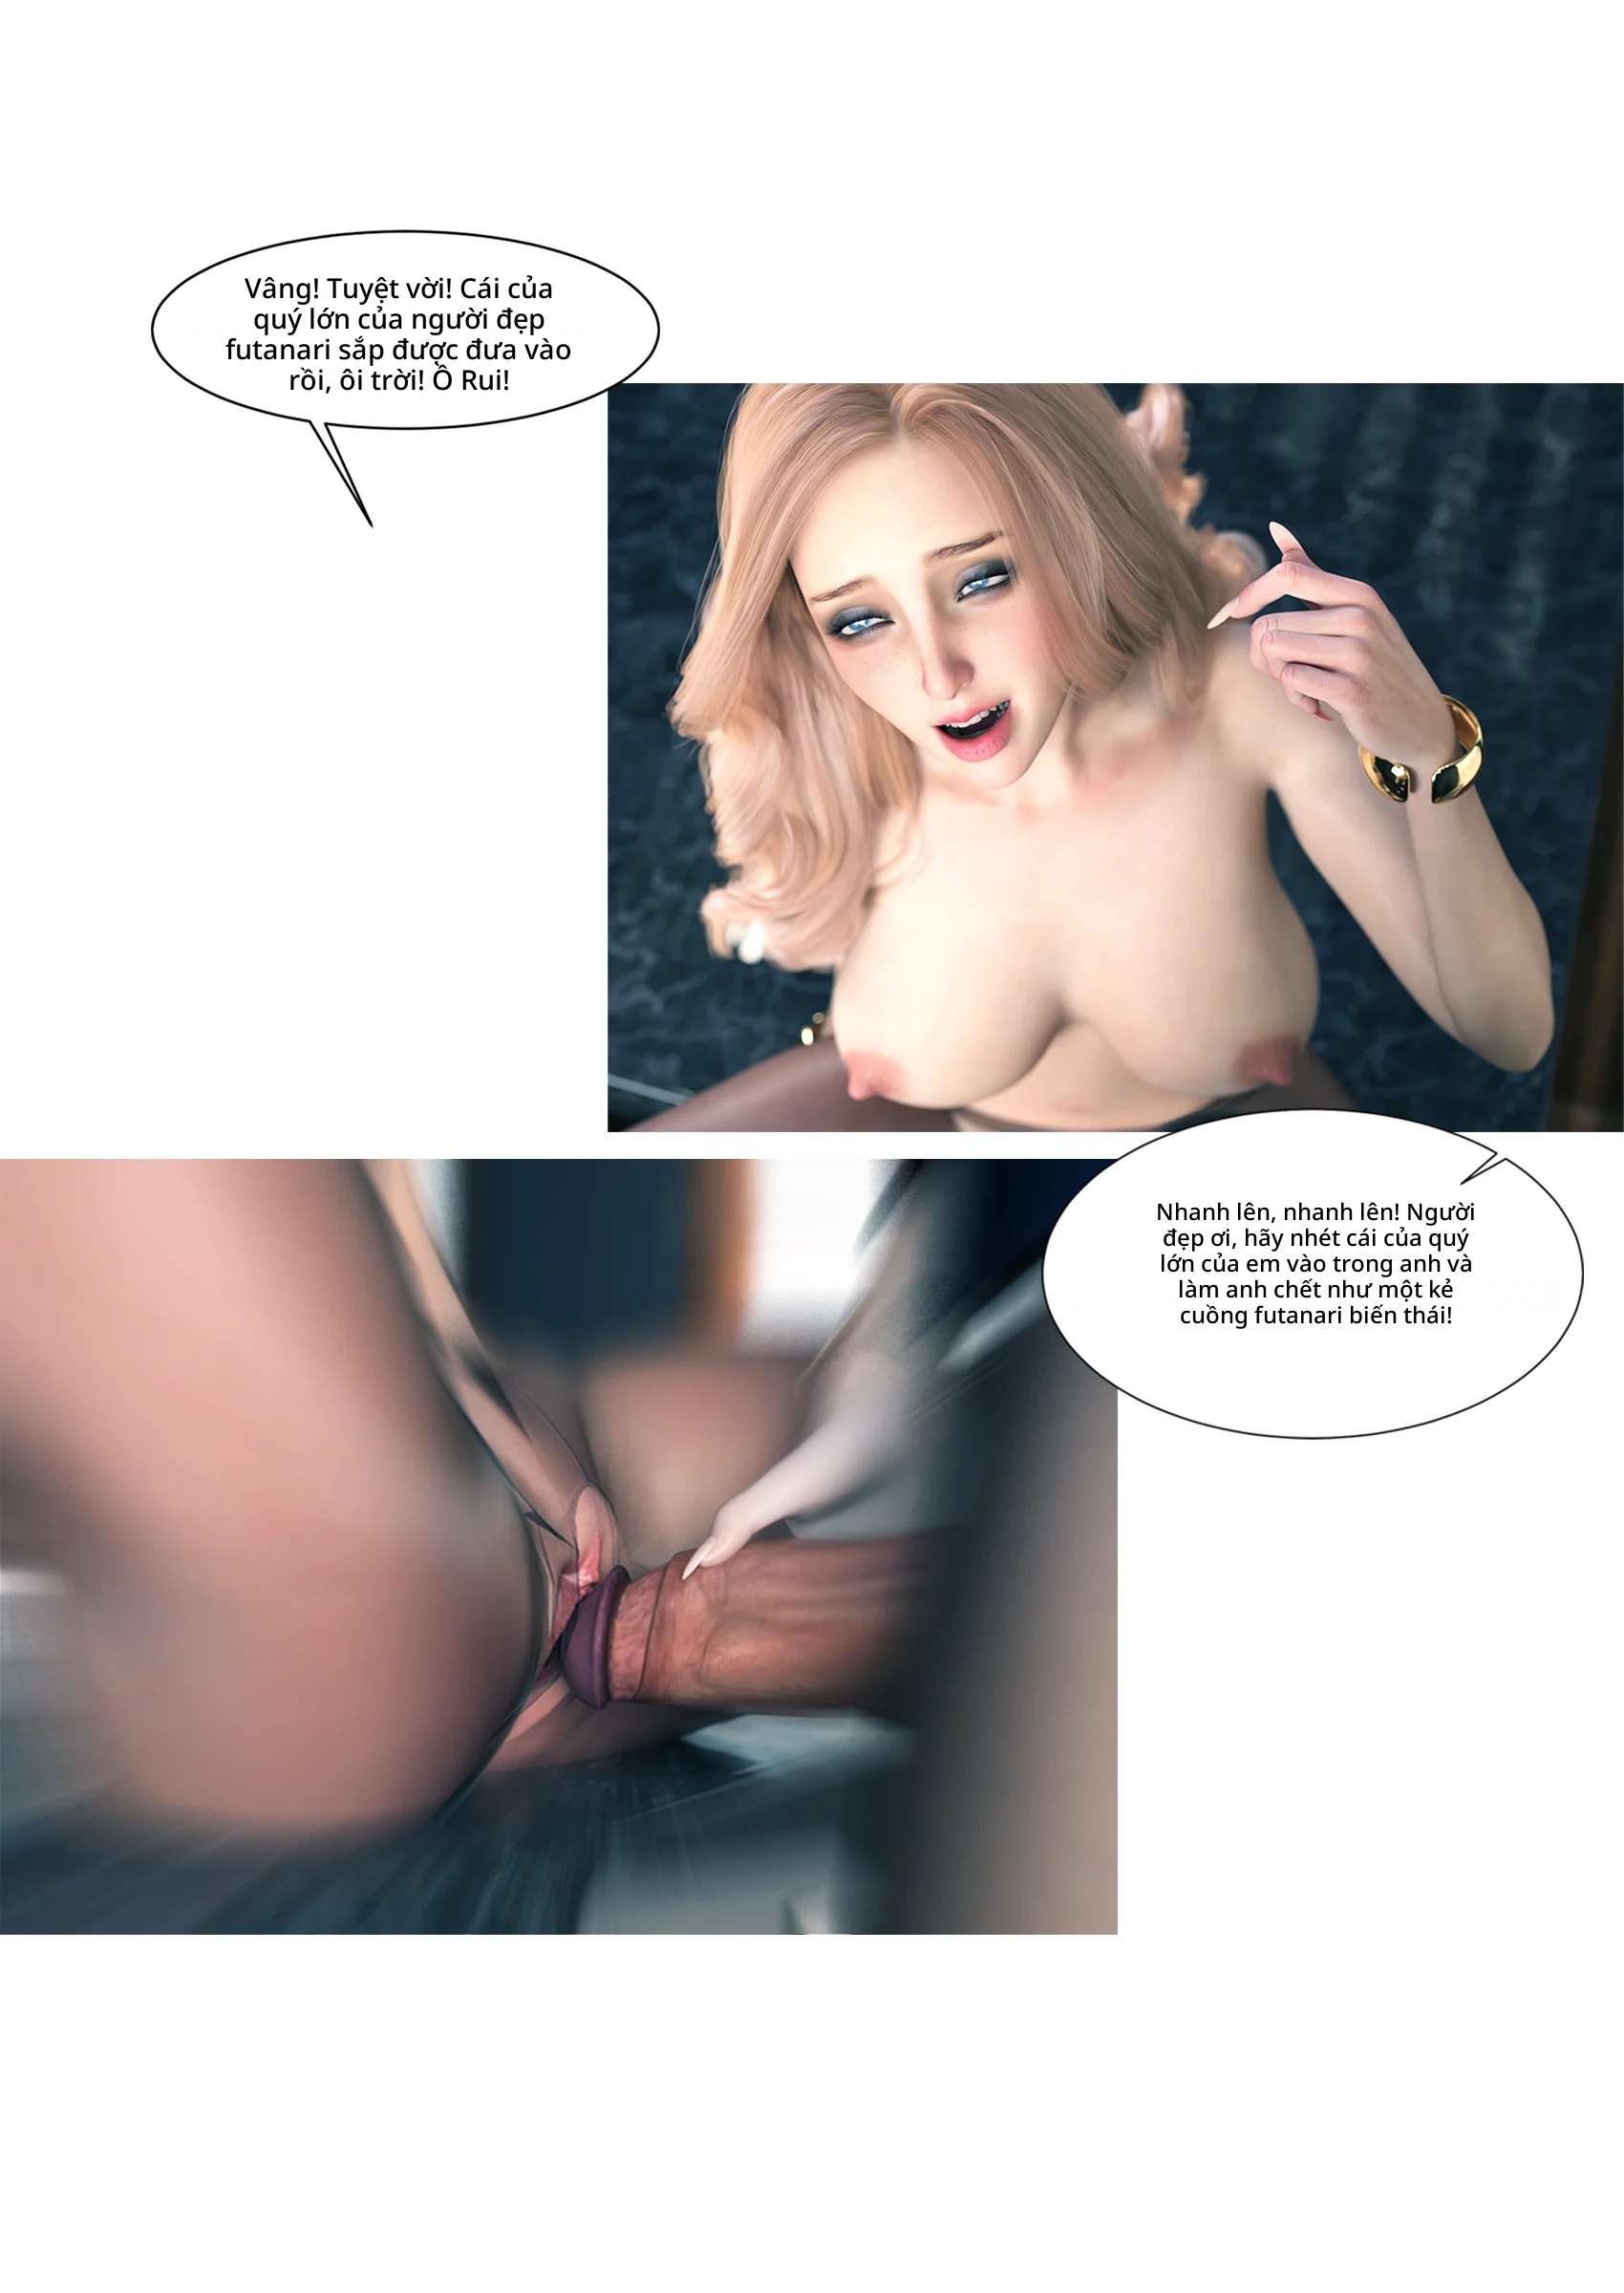 Vâng! Tuyệt vời! Cái của
quý lớn của người đẹp
futanari sắp được đưa vào
rồi, ôi trời! Ồ Rui!
Nhanh lên, nhanh lên! Người
đẹp ơi, hãy nhét cái của quý
lớn của em vào trong anh và
làm anh chết như một kẻ
cuồng futanari biến thái!